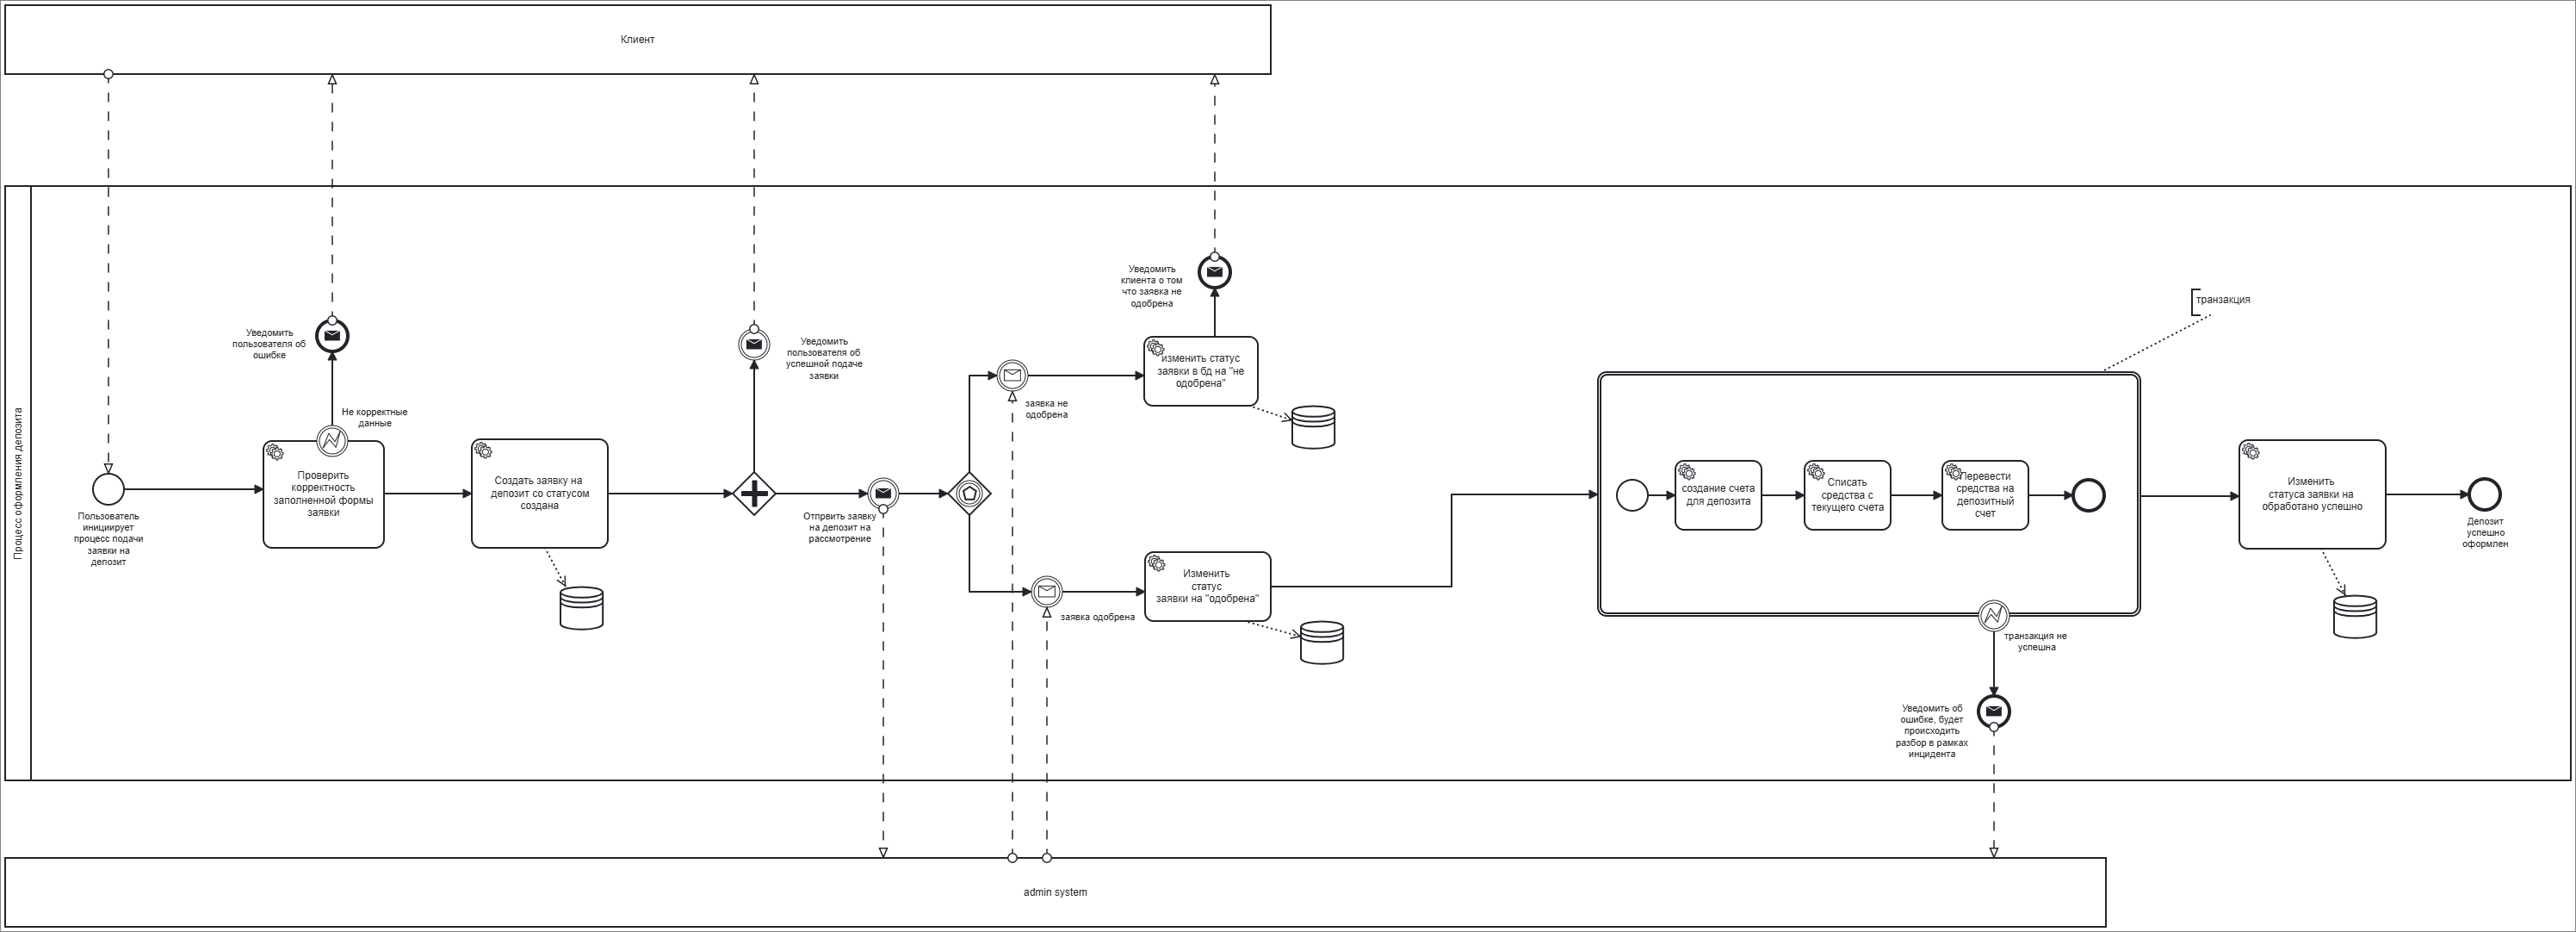 Клиент
Процесс оформления депозита
Пользователь
инициирует
процесс подачи
заявки на
депозит
Уведомить
пользователя об
ошибке
Не корректные
данные
Проверить
корректность
заполненной формы
заявки
Создать заявку на
депозит со статусом
создана
Уведомить
пользователя об
успешной подаче
заявки
Отпрвить заявку
на депозит на
рассмотрение
заявка не
одобрена
заявка одобрена
Уведомить
клиента о том
что заявка не
одобрена
изменить статус
заявки в бд на "не
одобрена"
Изменить
статус
заявки на "одобрена"
транзакция
создание счета
для депозита
Списать
средства с
текущего счета
Перевести
средства на
депозитный
счет
транзакция не
успешна
Уведомить об
ошибке, будет
происходить
разбор в рамках
инцидента
Изменить
статуса заявки на
обработано успешно
Депозит
успешно
оформлен
admin system